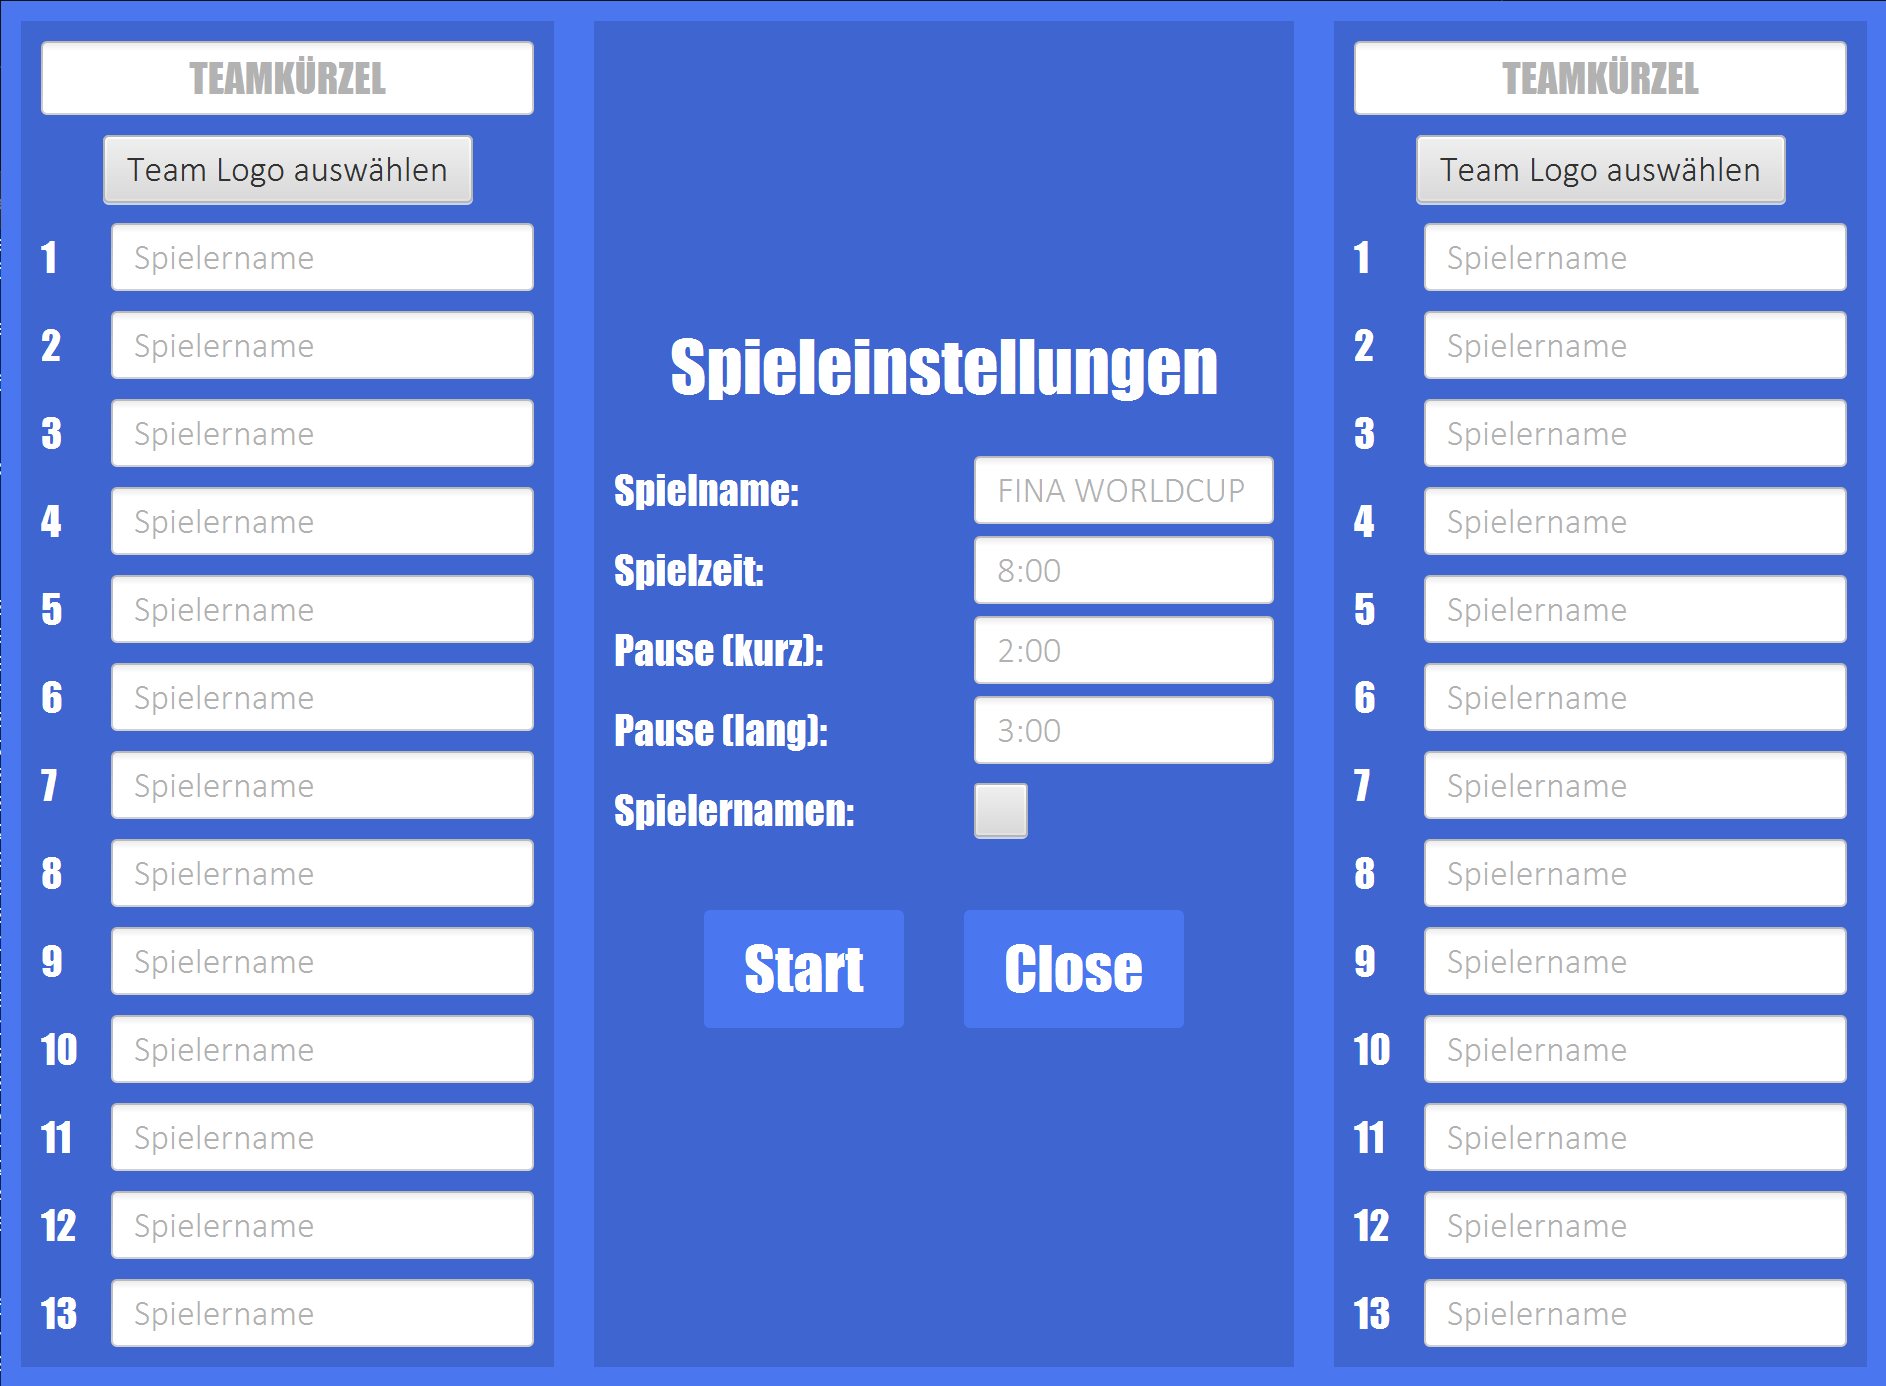 TEAMKÜRZEL
Team Logo auswählen
1 Spielername
2 Spielername
3 Spielername
4 Spielername
5 Spielername
6 Spielername
7 Spielername
8 Spielername
9 Spielername
10 Spielername
11 Spielername
12 Spielername
13 Spielername
Spieleinstellungen
Spielname: FINA WORLDCUP
Spielzeit: 8:00
Pause (kurz): 2:00
Pause (lang): 3:00
Spielernamen:
Start Close
TEAMKÜRZEL
Team Logo auswählen
1 Spielername
2 Spielername
3 Spielername
4 Spielername
5 Spielername
6 Spielername
7 Spielername
8 Spielername
9 Spielername
10 Spielername
11 Spielername
12 Spielername
13 Spielername